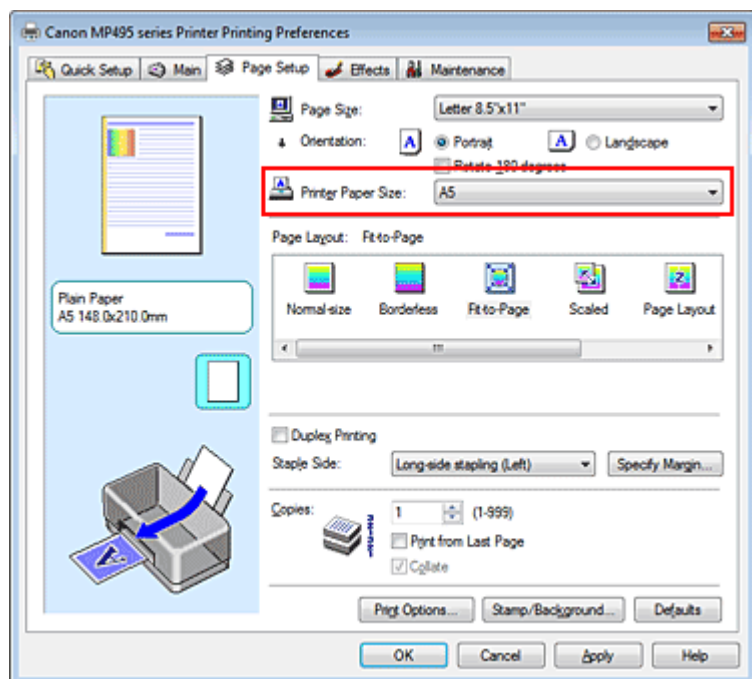 Canon MP495 series Printer Printing Preferences
Quick Setup Main Page Setup Effects Maintenance
Page Size: Letter 8.5"x11"
Orientation: A Portrait A Landscape
Rotate 180 degrees
Printer Paper Size: A5
Page Layout: Fit-to-Page
Normal-size Borderless Fit-to-Page Scaled Page Layout
Plain Paper
A5 148.0x210.0mm
Duplex Printing
Staple Side: Long-side stapling (Left) Specify Margin...
Copies: 1 (1-999)
Print from Last Page
Collate
Print Options... Stamp/Background... Defaults
OK Cancel Apply Help